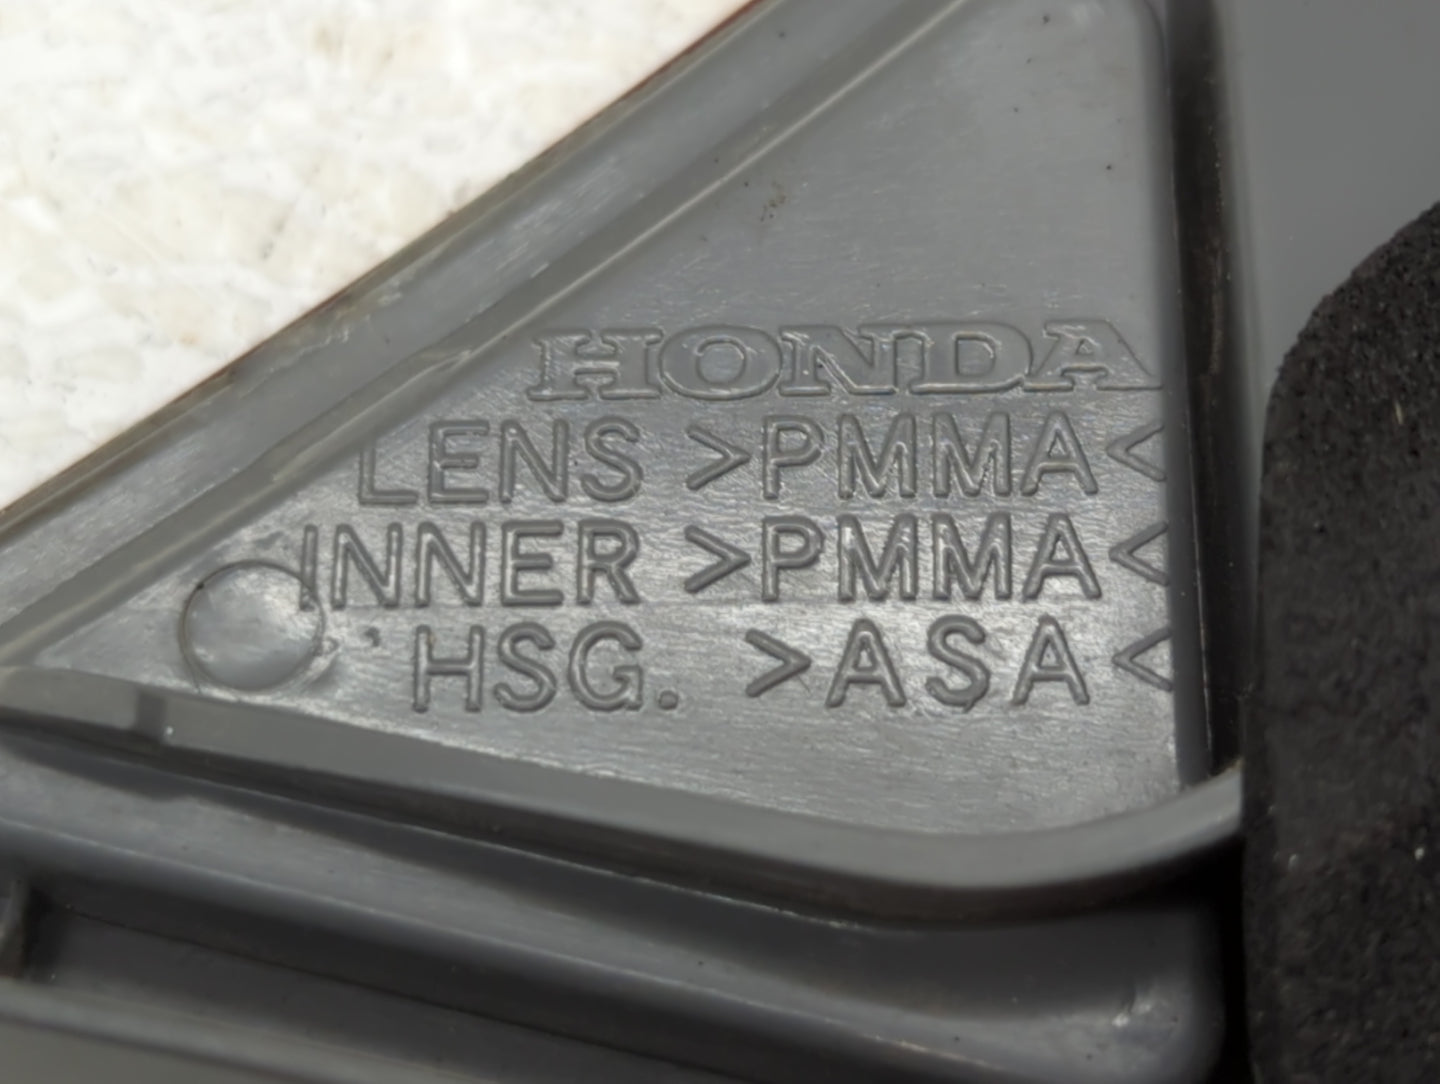 HONDA
LENS >PMMA<
INNER >PMMA<
HSG. >ASA<